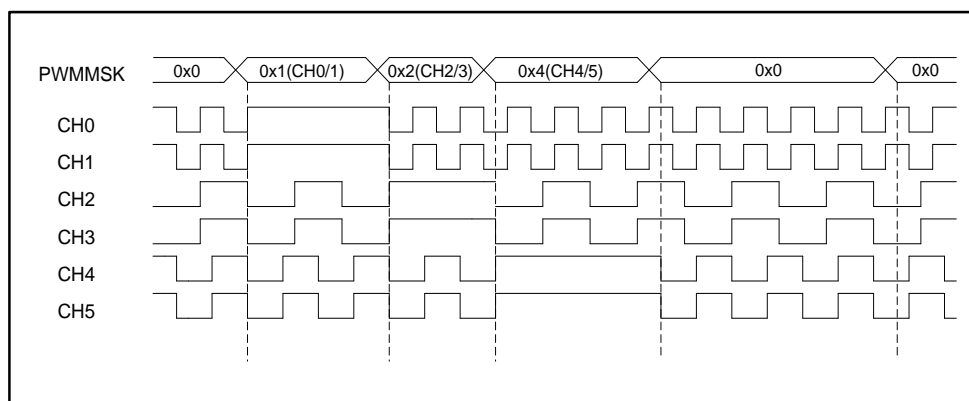 PWMMSK 0x0 0x1(CH0/1) 0x2(CH2/3) 0x4(CH4/5) 0x0 0x0
CH0
CH1
CH2
CH3
CH4
CH5